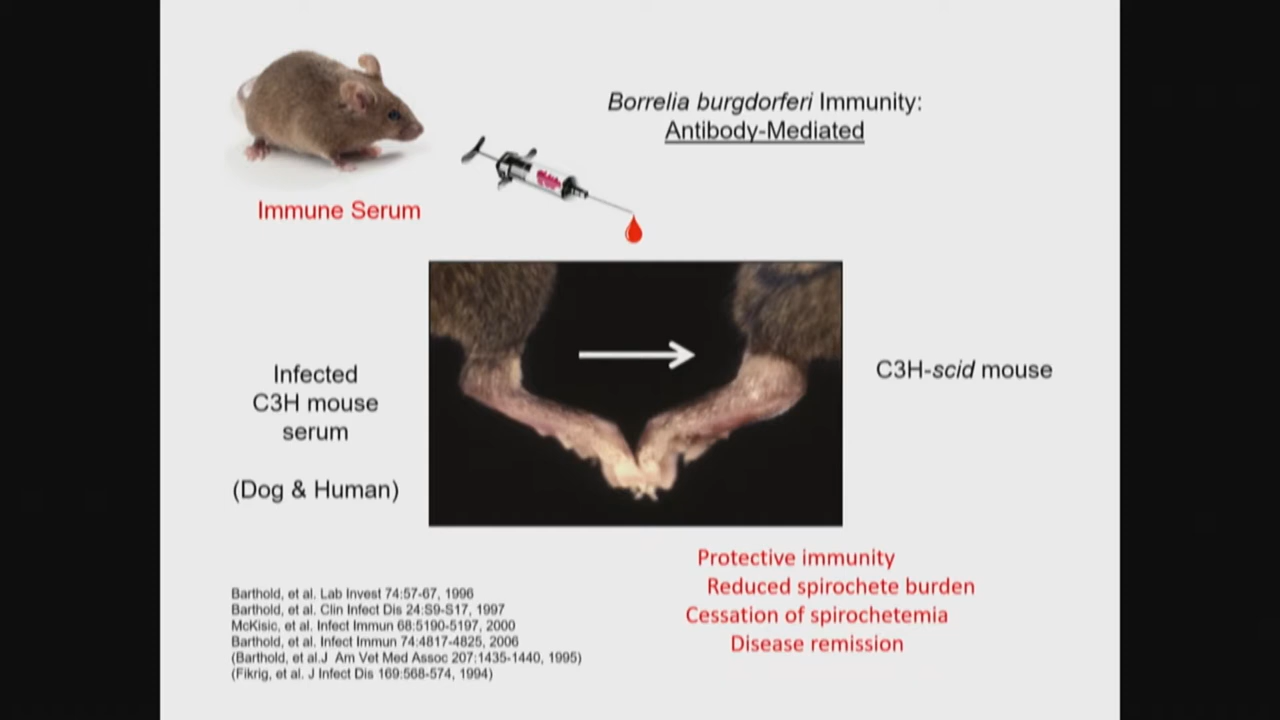 Borrelia burgdorferi Immunity:
Antibody-Mediated
Immune Serum
Infected
C3H mouse
serum
(Dog & Human)
C3H-scid mouse
Protective immunity
Reduced spirochete burden
Cessation of spirochetemia
Disease remission
Barthold, et al. Lab Invest 74:57-67, 1996
Barthold, et al. Clin Infect Dis 24:S9-S17, 1997
McKisic, et al. Infect Immun 68:5190-5197, 2000
Barthold, et al. Infect Immun 74:4817-4825, 2006
(Barthold, et al.J Am Vet Med Assoc 207:1435-1440, 1995)
(Fikrig, et al. J Infect Dis 169:568-574, 1994)